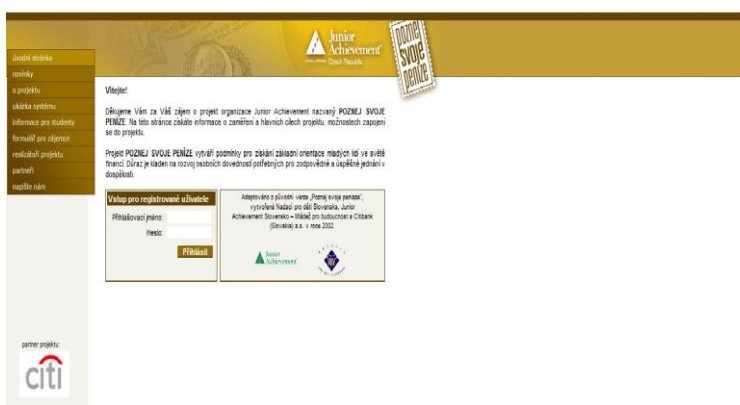 Junior
Achievement
Czech Republic
poznej
svoje
peníze
úvodní stránka
novinky
o projektu
ukázka systému
informace pro studenty
formulář pro zájemce
realizátoři projektu
partneři
napište nám
Vítejte!
Děkujeme Vám za Váš zájem o projekt organizace Junior Achievement nazvaný POZNEJ SVOJE
PENÍZE. Na této stránce získáte informace o zaměření a hlavních cílech projektu, možnostech zapojení
se do projektu.
Projekt POZNEJ SVOJE PENÍZE vytváří podmínky pro získání základní orientace mladých lidí ve světě
financí. Důraz je kladen na rozvoj osobních dovedností potřebných pro zodpovědné a úspěšné jednání v
dospělosti.
Vstup pro registrované uživatele
Přihlašovací jméno:
Heslo:
Přihlásit
Adaptováno z původní verze „Poznaj svoje peniaze“,
vytvořené Nadací pro děti Slovenska, Junior
Achievement Slovensko – Mládež pro budoucnost a Citibank
(Slovakia) a.s. v roce 2002.
Junior
Achievement
partner projektu:
citi